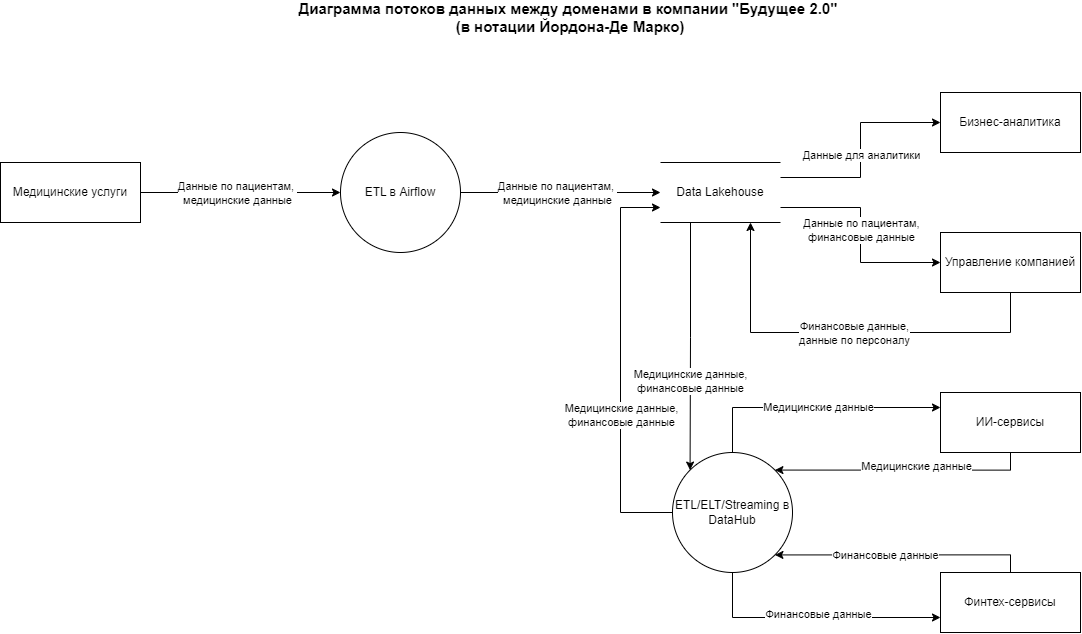 Диаграмма потоков данных между доменами в компании "Будущее 2.0"
(в нотации Йордона-Де Марко)
Бизнес-аналитика
Данные для аналитики
Медицинские услуги
Данные по пациентам,
медицинские данные
ETL в Airflow
Данные по пациентам,
медицинские данные
Data Lakehouse
Данные по пациентам,
финансовые данные
Управление компанией
Финансовые данные,
данные по персоналу
Медицинские данные,
финансовые данные
Медицинские данные,
финансовые данные
Медицинские данные
ИИ-сервисы
Медицинские данные
ETL/ELT/Streaming в
DataHub
Финансовые данные
Финтех-сервисы
Финансовые данные